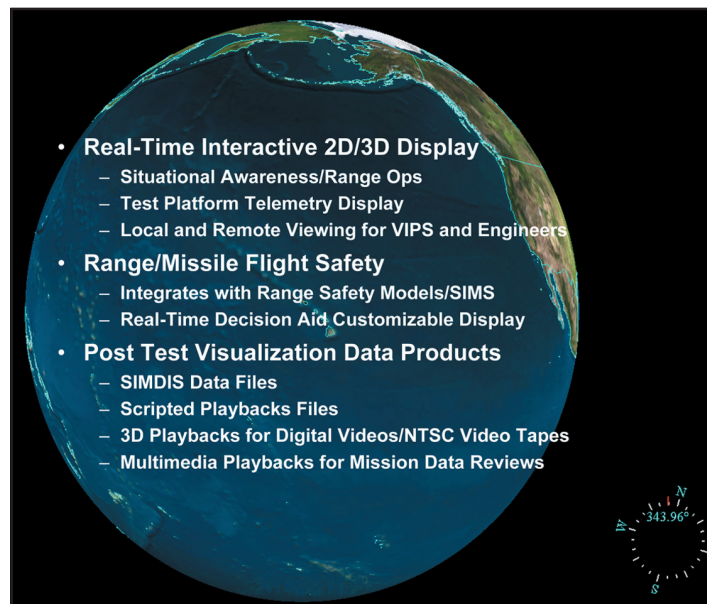 • Real-Time Interactive 2D/3D Display
– Situational Awareness/Range Ops
– Test Platform Telemetry Display
– Local and Remote Viewing for VIPS and Engineers
• Range/Missile Flight Safety
– Integrates with Range Safety Models/SIMS
– Real-Time Decision Aid Customizable Display
• Post Test Visualization Data Products
– SIMDIS Data Files
– Scripted Playbacks Files
– 3D Playbacks for Digital Videos/NTSC Video Tapes
– Multimedia Playbacks for Mission Data Reviews
N
343.96°
W
S